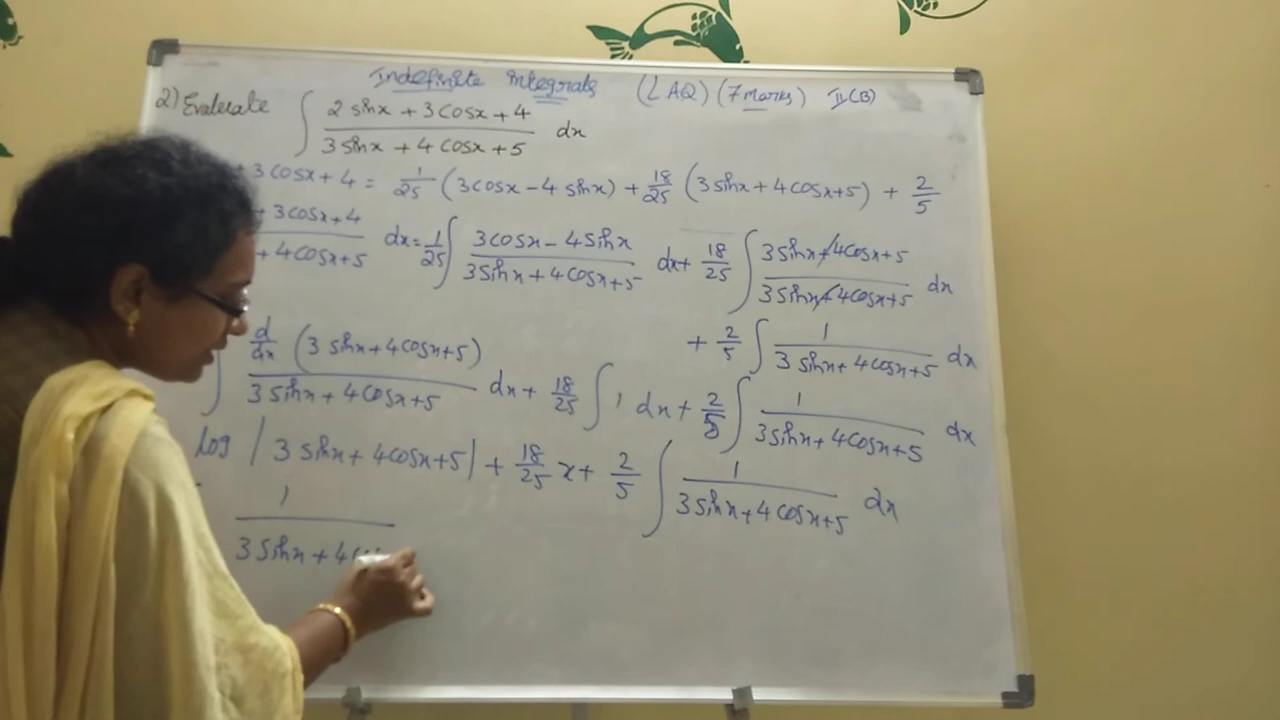 Indefinite integrals (LAQ) (7 marks) II(B)
2) Evaluate ∫ (2 sinx + 3 cosx + 4)/(3 sinx + 4 cosx + 5) dx
+ 3 cosx + 4 = 1/25 (3cosx - 4 sinx) + 18/25 (3 sinx + 4 cosx + 5) + 2/5
(+ 3 cosx + 4)/(+ 4 cosx + 5) dx = 1/25 ∫ (3 cosx - 4 sinx)/(3 sinx + 4 cosx + 5) dx + 18/25 ∫ (3 sinx + 4 cosx + 5)/(3 sinx + 4 cosx + 5) dx
+ 2/5 ∫ 1/(3 sinx + 4 cosx + 5) dx
∫ (d/dx (3 sinx + 4 cosx + 5))/(3 sinx + 4 cosx + 5) dx + 18/25 ∫ 1 dx + 2/5 ∫ 1/(3 sinx + 4 cosx + 5) dx
log |3 sinx + 4 cosx + 5| + 18/25 x + 2/5 ∫ 1/(3 sinx + 4 cosx + 5) dx
1/(3 sinx + 4